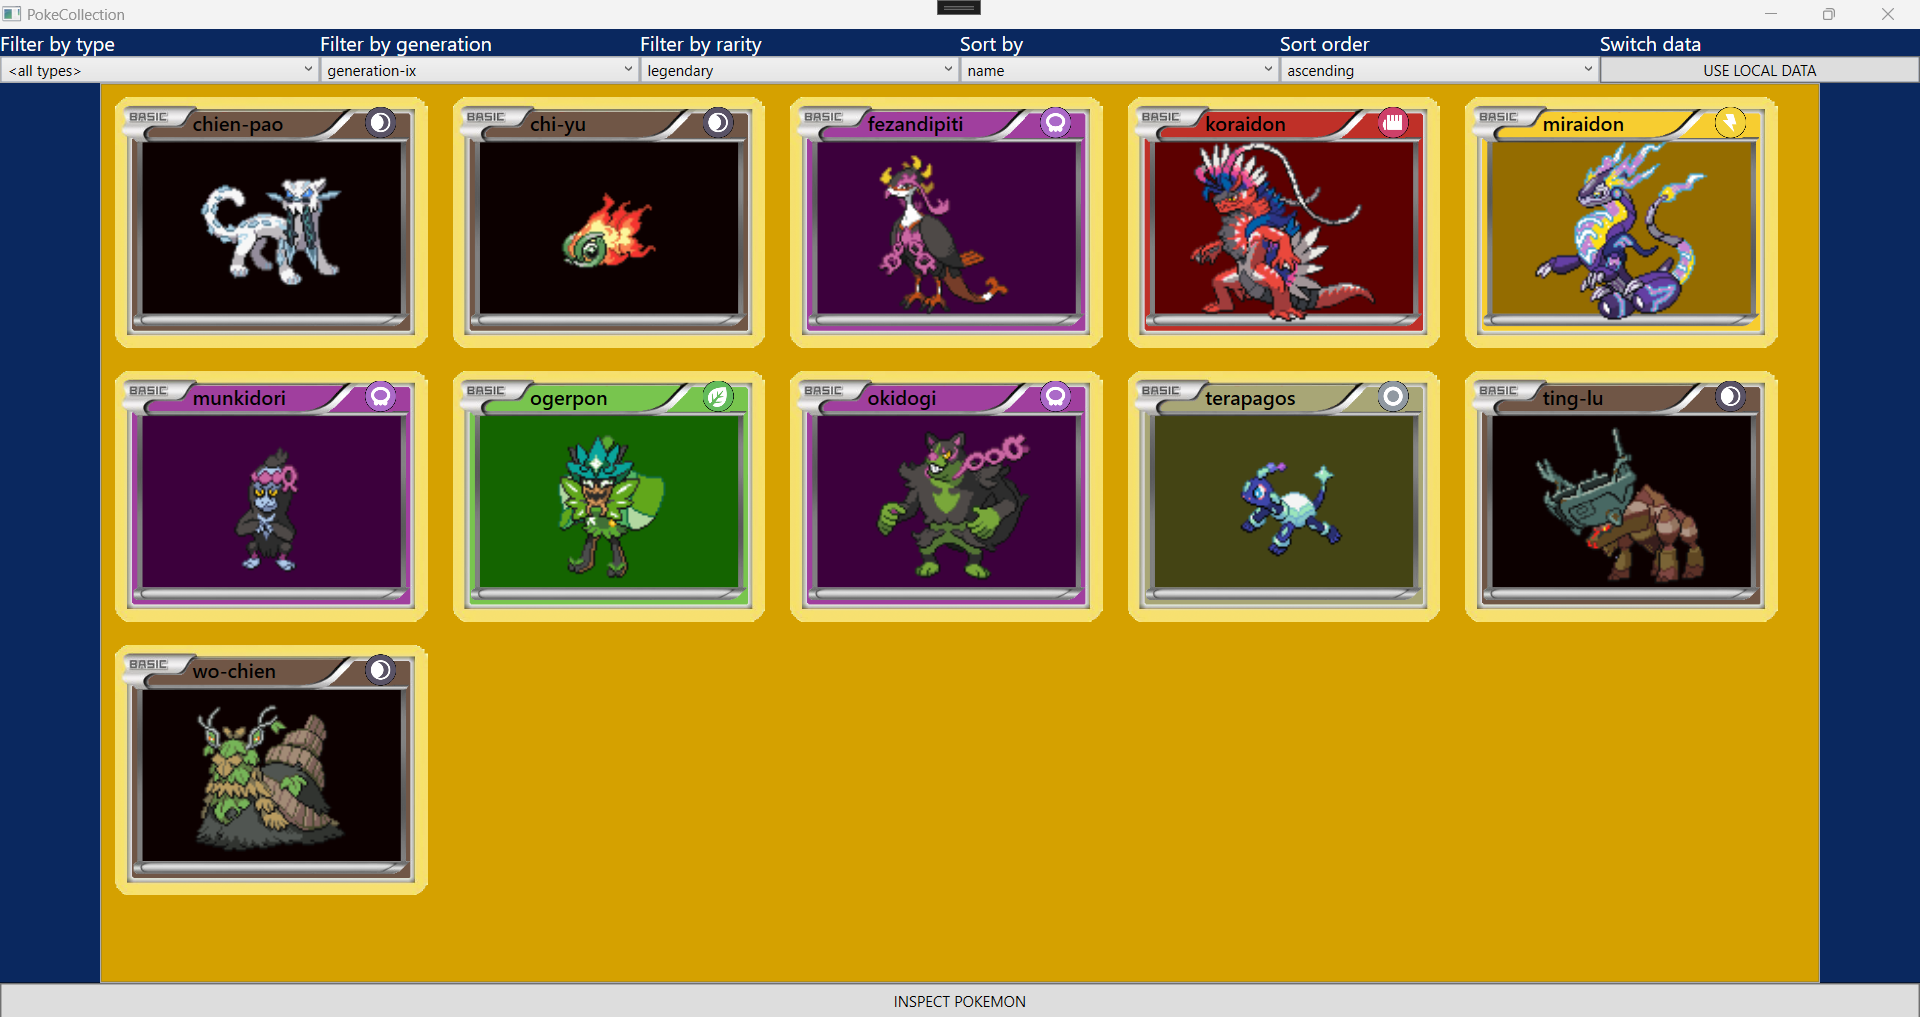 PokeCollection
Filter by type Filter by generation Filter by rarity Sort by Sort order Switch data
<all types> generation-ix legendary name ascending USE LOCAL DATA
BASIC chien-pao
BASIC chi-yu
BASIC fezandipiti
BASIC koraidon
BASIC miraidon
BASIC munkidori
BASIC ogerpon
BASIC okidogi
BASIC terapagos
BASIC ting-lu
BASIC wo-chien
INSPECT POKEMON